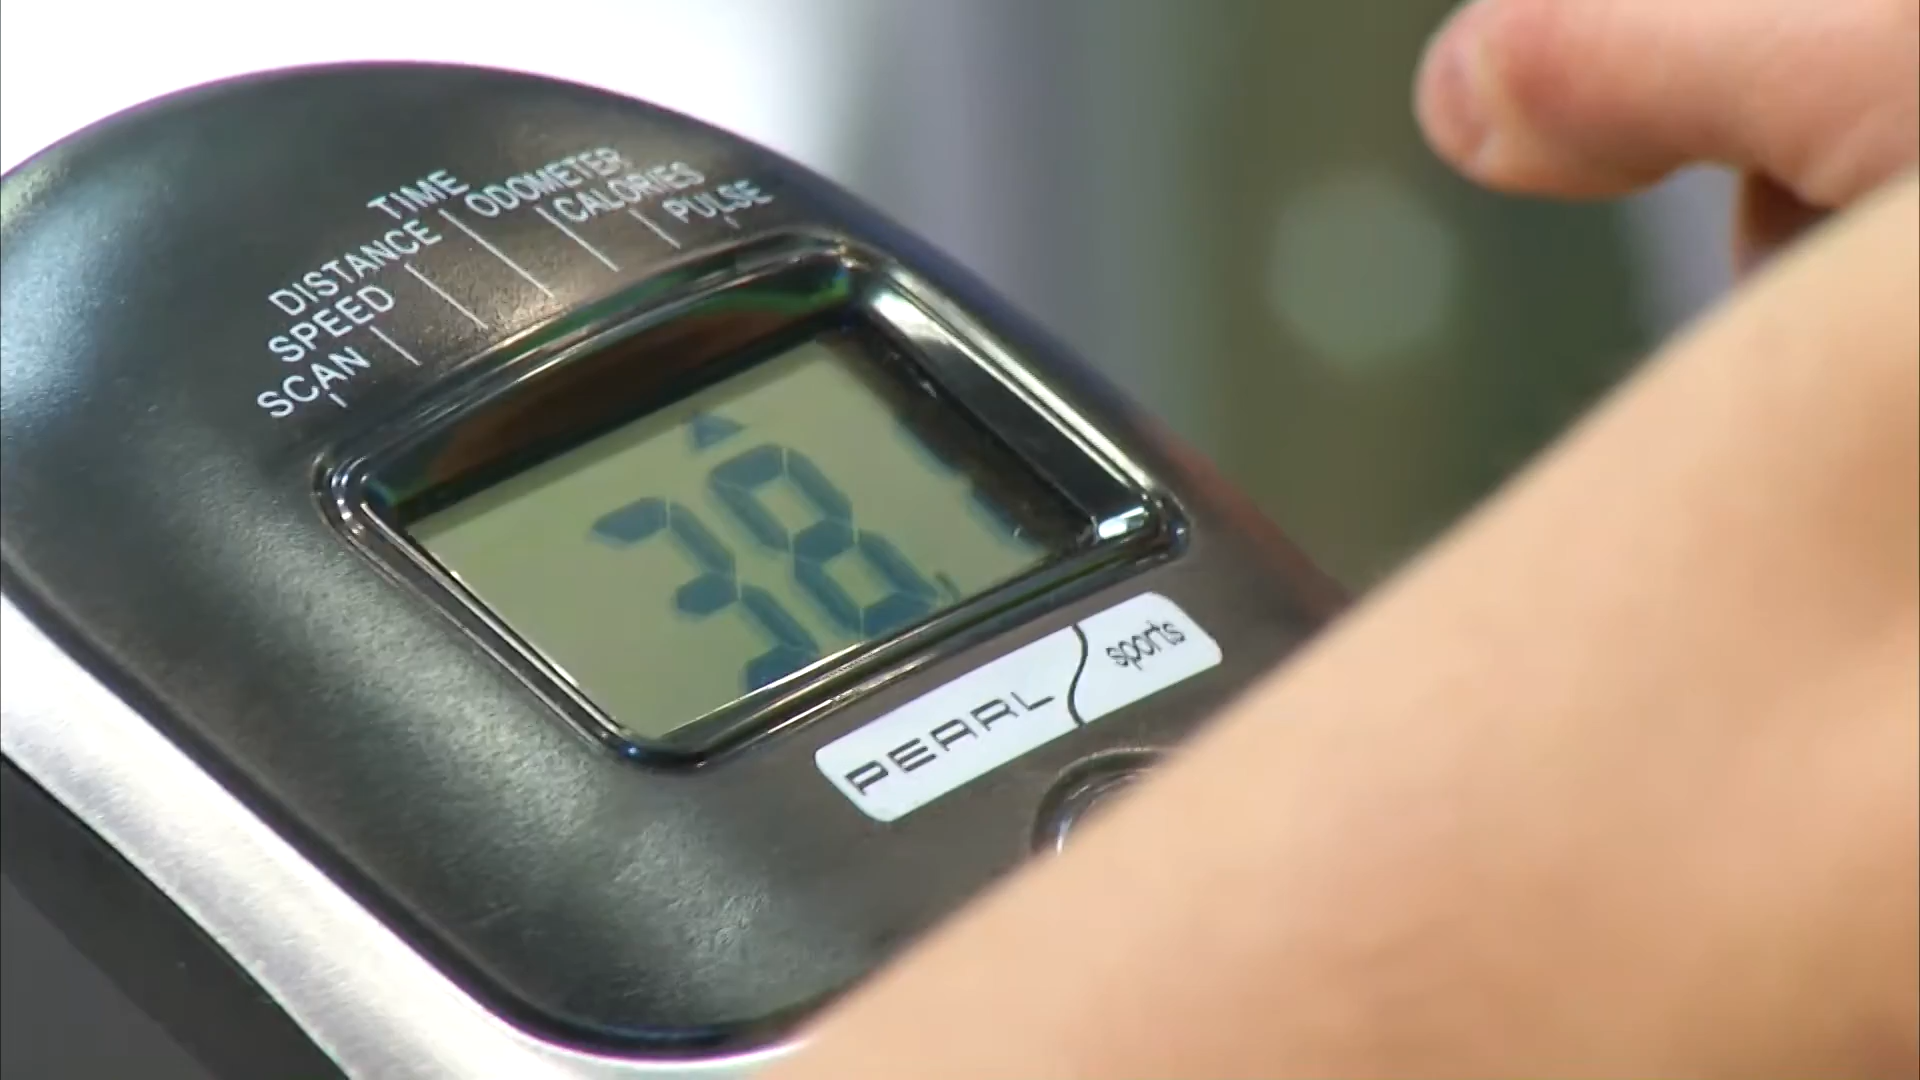 TIME
ODOMETER
DISTANCE
CALORIES
SPEED
PULSE
SCAN
38
PEARL sports